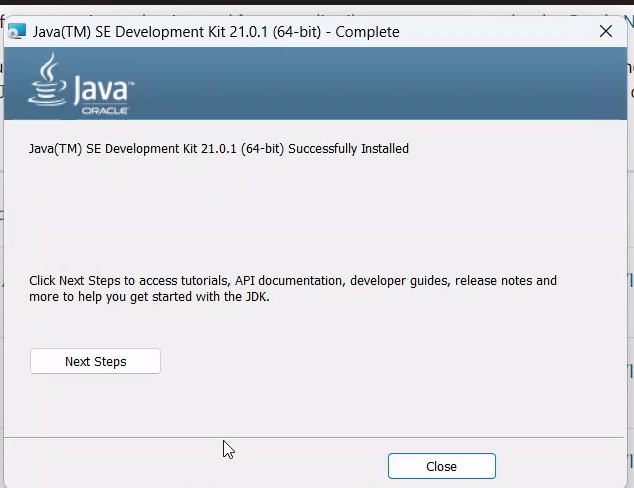 Java(TM) SE Development Kit 21.0.1 (64-bit) - Complete
Java™
ORACLE
Java(TM) SE Development Kit 21.0.1 (64-bit) Successfully Installed
Click Next Steps to access tutorials, API documentation, developer guides, release notes and
more to help you get started with the JDK.
Next Steps
Close